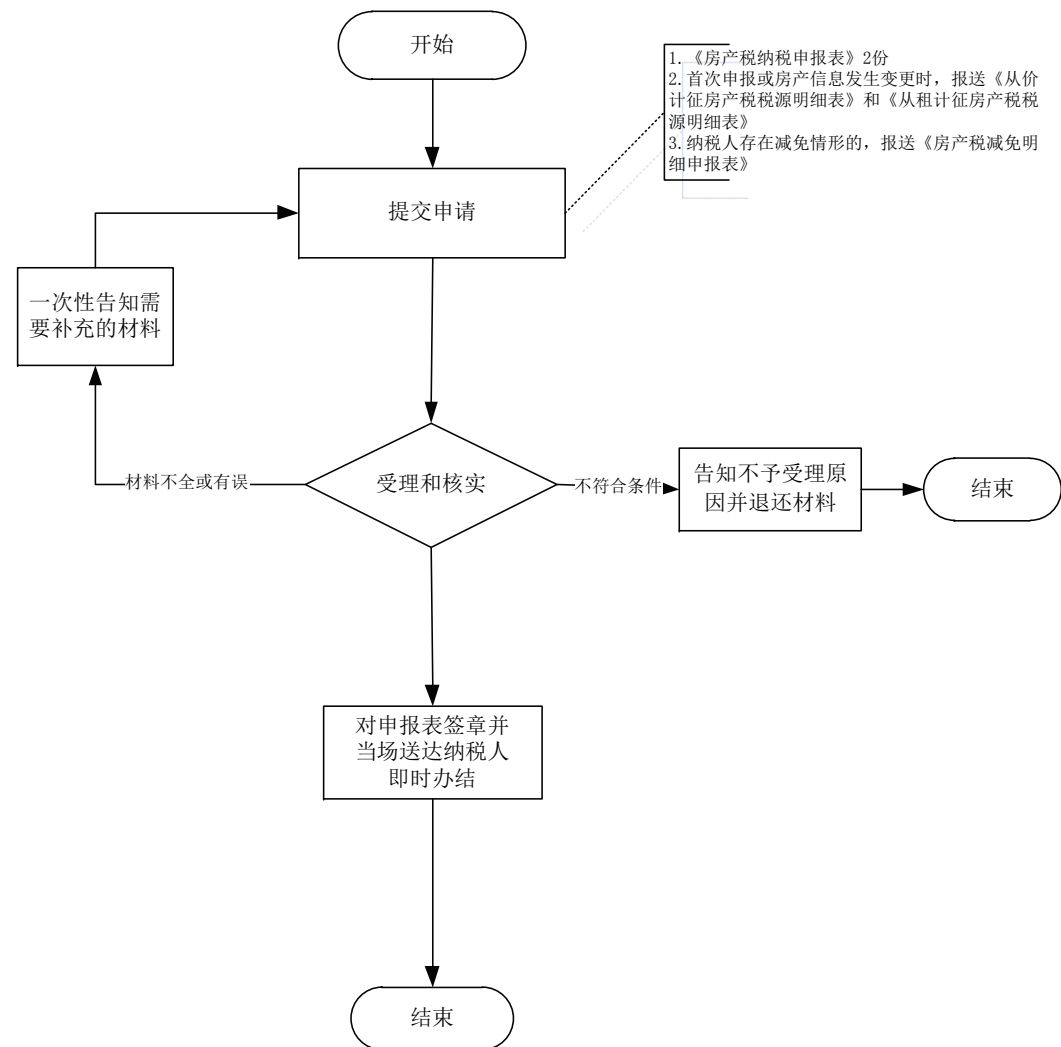 开始
1.《房产税纳税申报表》2份
2.首次申报或房产信息发生变更时，报送《从价
计征房产税税源明细表》和《从租计征房产税税
源明细表》
3.纳税人存在减免情形的，报送《房产税减免明
细申报表》
提交申请
一次性告知需
要补充的材料
材料不全或有误
受理和核实
不符合条件
告知不予受理原
因并退还材料
结束
对申报表签章并
当场送达纳税人
即时办结
结束